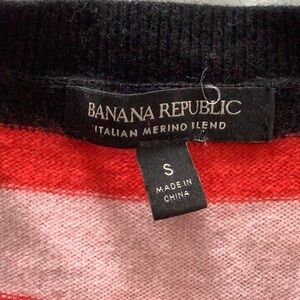 BANANA REPUBLIC
ITALIAN MERINO BLEND
S
MADE IN
CHINA